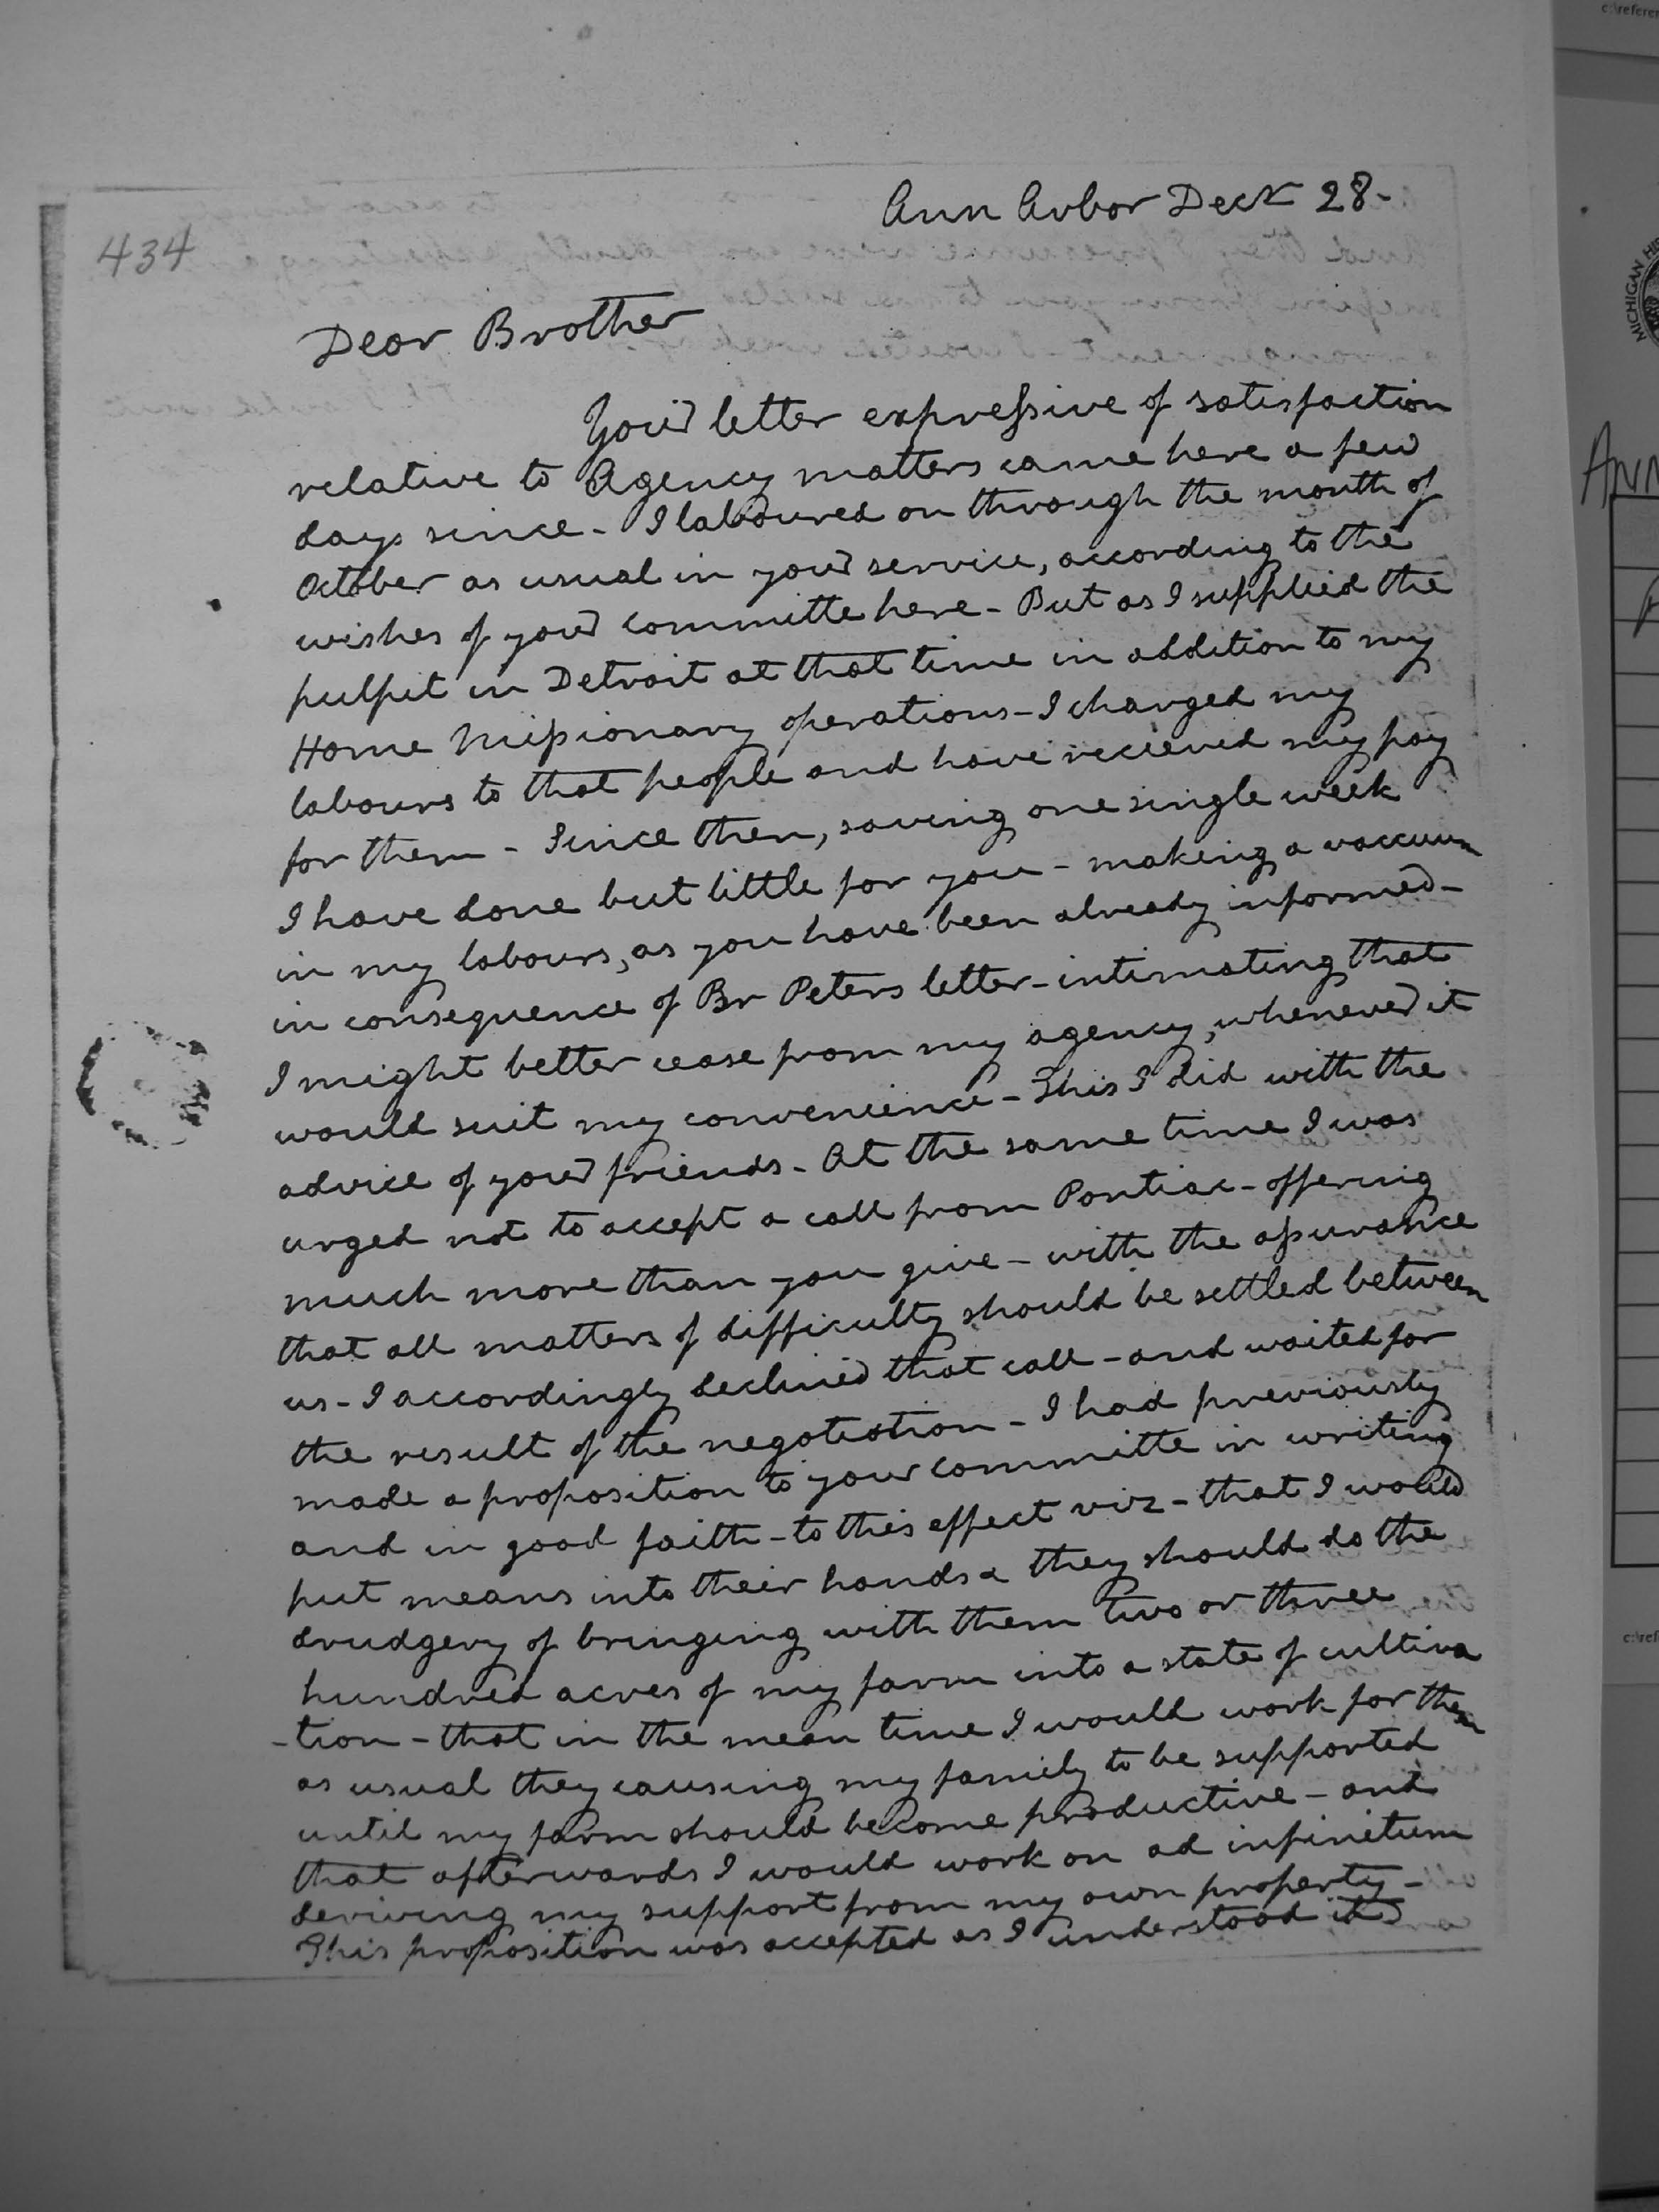 c:\refere
MICHIGAN HIS
434
Ann Arbor Decr 28-
Dear Brother
Your letter expressive of satisfaction
relative to Agency matters came here a few
days since - I laboured on through the month of
October as usual in your service, according to the
wishes of your committe here - But as I supplied the
pulpit in Detroit at that time in addition to my
Home Missionary operations - I charged my
labours to that people and have recieved my pay
for them - Since then, saving one single week
I have done but little for you - making a vaccuum
in my labours, as you have been already informed -
in consequence of Br Peters letter - intimating that
I might better cease from my agency, whenever it
would suit my convenience - This I did with the
advice of your friends - At the same time I was
urged not to accept a call from Pontiac - offering
much more than you give - with the assurance
that all matters of difficulty should be settled between
us - I accordingly declined that call - and waited for
the result of the negotiation - I had previously
made a proposition to your committe in writing
and in good faith - to this effect viz - that I would
put means into their hands & they should do the
drudgery of bringing with them two or three
hundred acres of my farm into a state of cultiva
-tion - that in the mean time I would work for them
as usual they causing my family to be supported
until my farm should become productive - and
that afterwards I would work on ad infinitum
deriving my support from my own property -
This proposition was accepted as I understood it
ANN
c:\ref